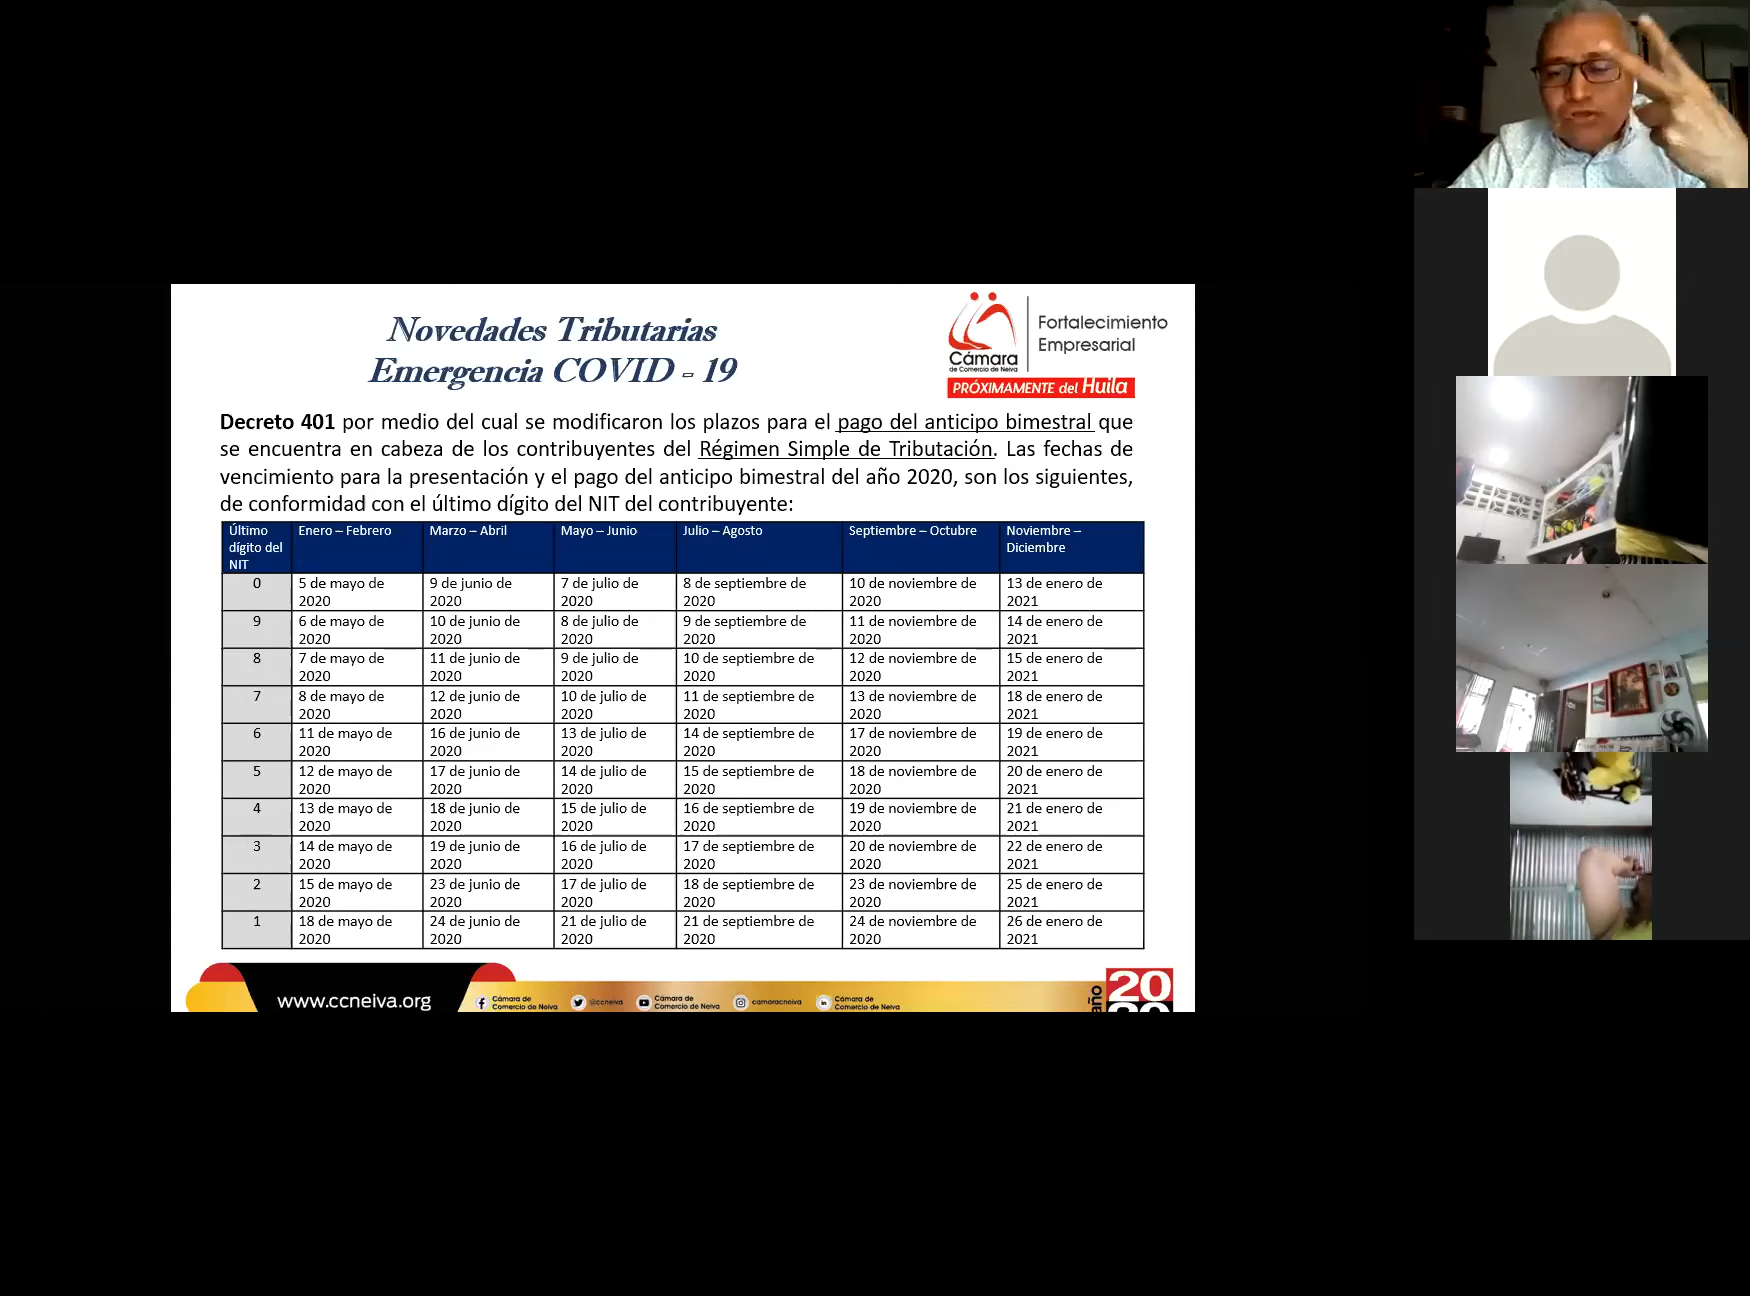 Novedades Tributarias
Emergencia COVID - 19
Cámara
de Comercio de Neiva
Fortalecimiento
Empresarial
PRÓXIMAMENTE del Huila
Decreto 401 por medio del cual se modificaron los plazos para el pago del anticipo bimestral que
se encuentra en cabeza de los contribuyentes del Régimen Simple de Tributación. Las fechas de
vencimiento para la presentación y el pago del anticipo bimestral del año 2020, son los siguientes,
de conformidad con el último dígito del NIT del contribuyente:
Último dígito del NIT Enero – Febrero Marzo – Abril Mayo – Junio Julio – Agosto Septiembre – Octubre Noviembre – Diciembre
0 5 de mayo de 2020 9 de junio de 2020 7 de julio de 2020 8 de septiembre de 2020 10 de noviembre de 2020 13 de enero de 2021
9 6 de mayo de 2020 10 de junio de 2020 8 de julio de 2020 9 de septiembre de 2020 11 de noviembre de 2020 14 de enero de 2021
8 7 de mayo de 2020 11 de junio de 2020 9 de julio de 2020 10 de septiembre de 2020 12 de noviembre de 2020 15 de enero de 2021
7 8 de mayo de 2020 12 de junio de 2020 10 de julio de 2020 11 de septiembre de 2020 13 de noviembre de 2020 18 de enero de 2021
6 11 de mayo de 2020 16 de junio de 2020 13 de julio de 2020 14 de septiembre de 2020 17 de noviembre de 2020 19 de enero de 2021
5 12 de mayo de 2020 17 de junio de 2020 14 de julio de 2020 15 de septiembre de 2020 18 de noviembre de 2020 20 de enero de 2021
4 13 de mayo de 2020 18 de junio de 2020 15 de julio de 2020 16 de septiembre de 2020 19 de noviembre de 2020 21 de enero de 2021
3 14 de mayo de 2020 19 de junio de 2020 16 de julio de 2020 17 de septiembre de 2020 20 de noviembre de 2020 22 de enero de 2021
2 15 de mayo de 2020 23 de junio de 2020 17 de julio de 2020 18 de septiembre de 2020 23 de noviembre de 2020 25 de enero de 2021
1 18 de mayo de 2020 24 de junio de 2020 21 de julio de 2020 21 de septiembre de 2020 24 de noviembre de 2020 26 de enero de 2021
www.ccneiva.org
Cámara de
Comercio de Neiva
@ccneiva
Cámara de
Comercio de Neiva
camaracneiva
Cámara de
Comercio de Neiva
año
20
20